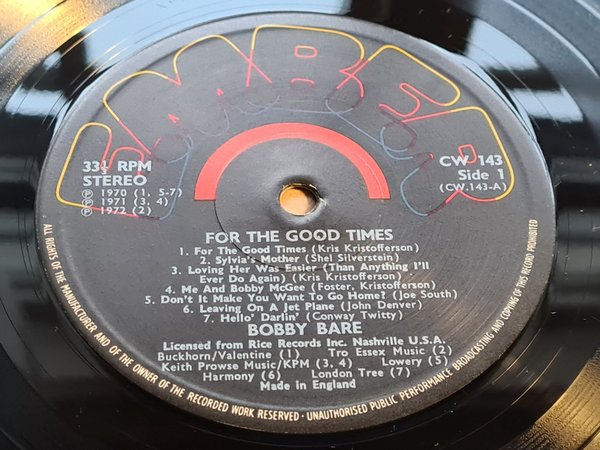 EMBER
33⅓ RPM
STEREO
℗ 1970 (1, 5-7)
℗ 1971 (3, 4)
℗ 1972 (2)
CW 143
Side 1
(CW.143-A)
FOR THE GOOD TIMES
1. For The Good Times (Kris Kristofferson)
2. Sylvia's Mother (Shel Silverstein)
3. Loving Her Was Easier (Than Anything I'll
Ever Do Again) (Kris Kristofferson)
4. Me And Bobby McGee (Foster, Kristofferson)
5. Don't It Make You Want To Go Home? (Joe South)
6. Leaving On A Jet Plane (John Denver)
7. Hello' Darlin' (Conway Twitty)
BOBBY BARE
Licensed from Rice Records Inc. Nashville U.S.A.
Buckhorn/Valentine (1) Tro Essex Music (2)
Keith Prowse Music/KPM (3, 4) Lowery (5)
Harmony (6) London Tree (7)
Made in England
ALL RIGHTS OF THE MANUFACTURER AND OF THE OWNER OF THE RECORDED WORK RESERVED · UNAUTHORISED PUBLIC PERFORMANCE BROADCASTING AND COPYING OF THIS RECORD PROHIBITED